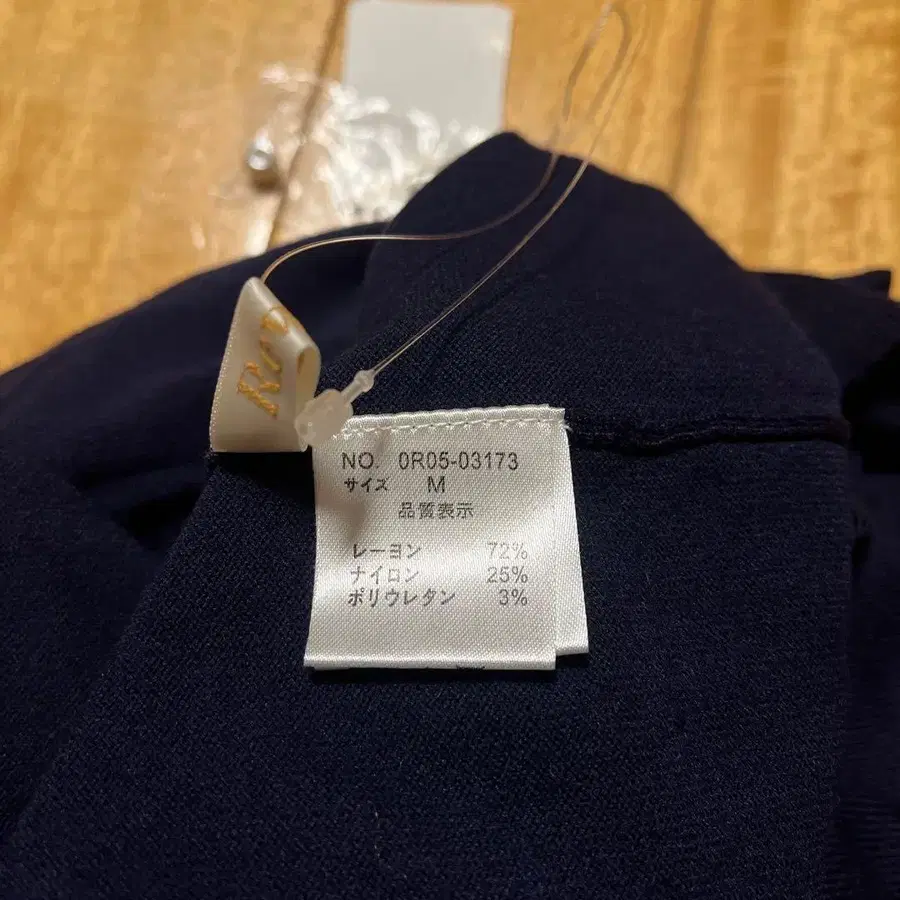 NO. 0R05-03173
サイズ M
品質表示
レーヨン 72%
ナイロン 25%
ポリウレタン 3%